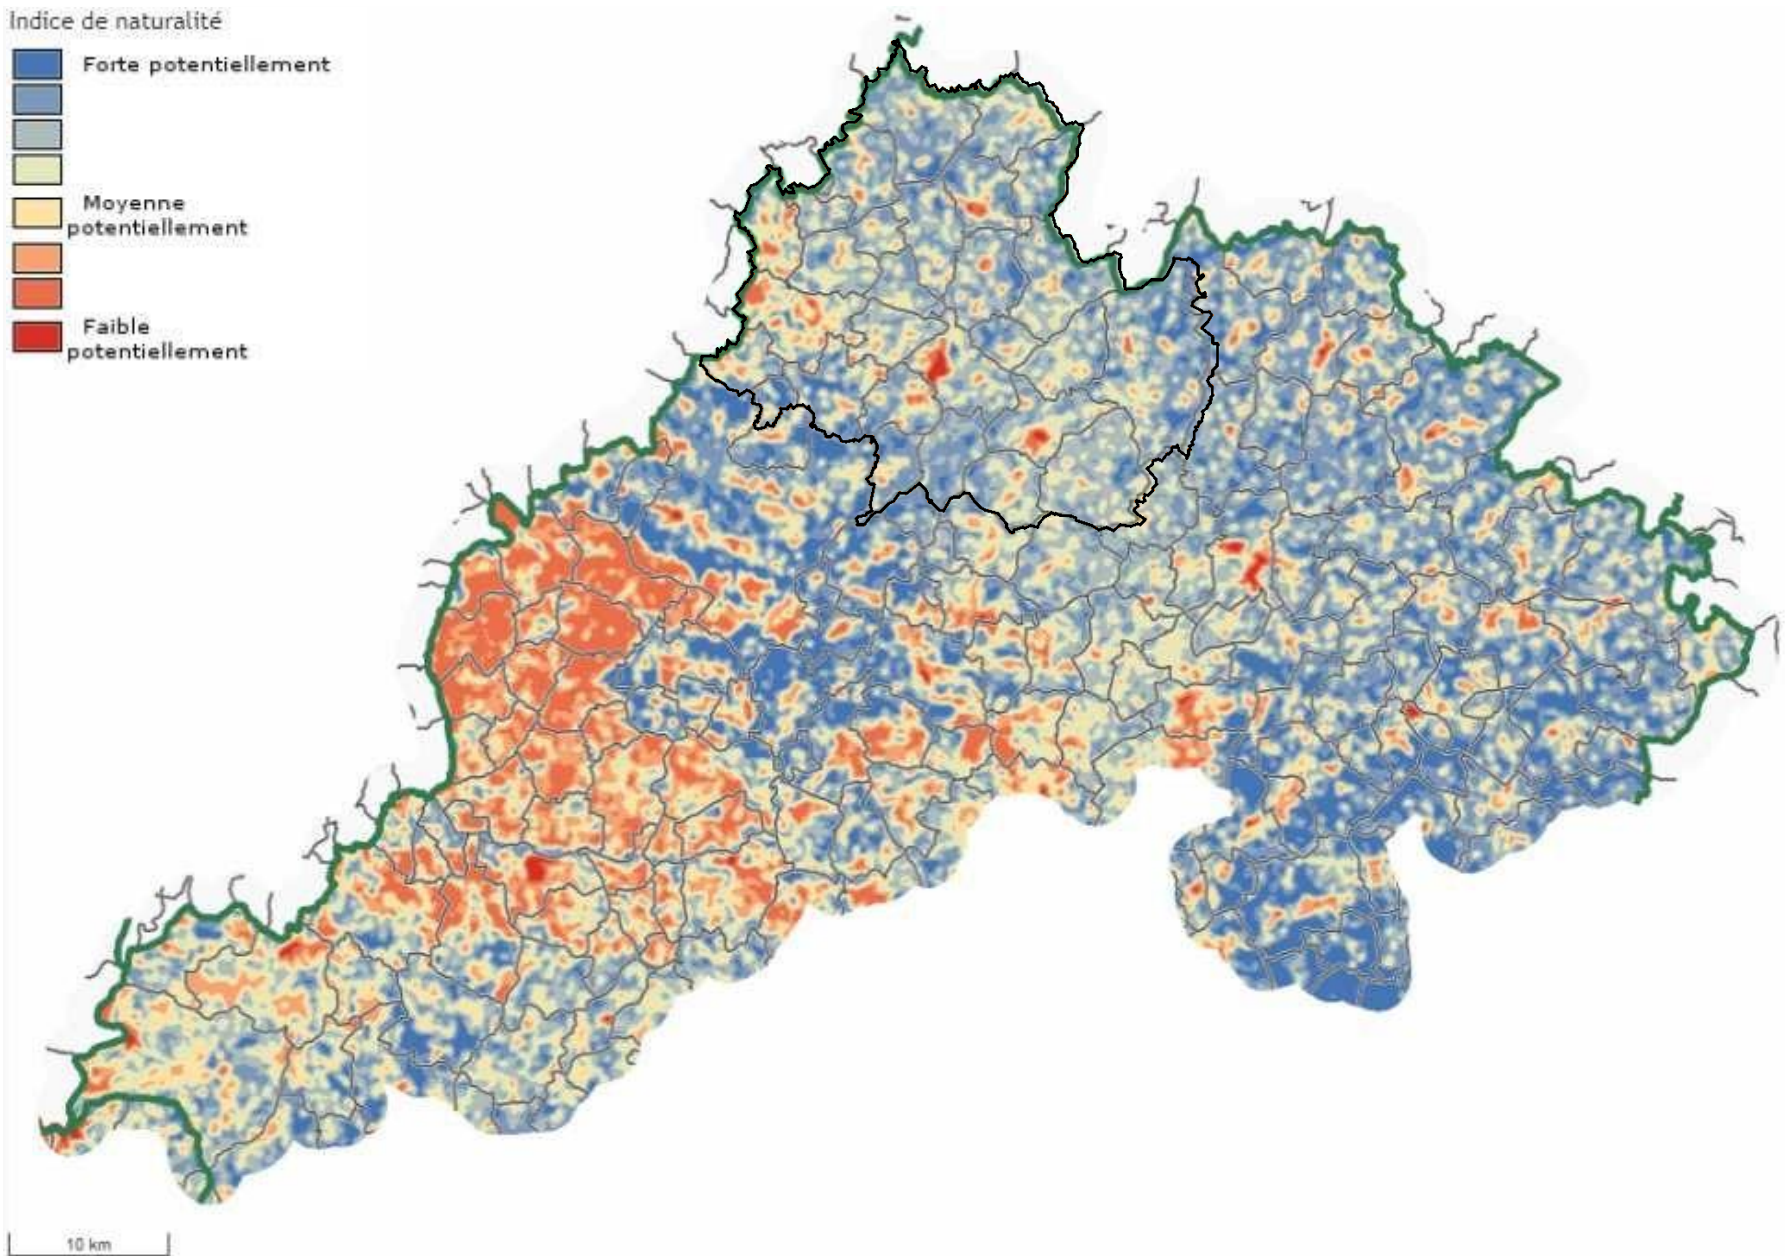 Indice de naturalité
Forte potentiellement
Moyenne
potentiellement
Faible
potentiellement
10 km